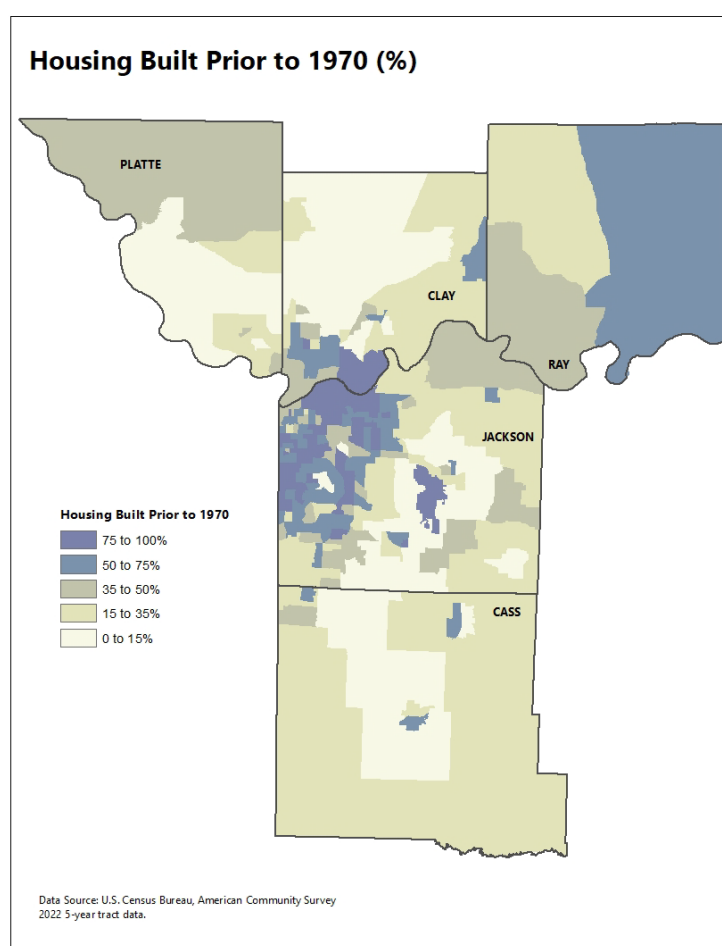 Housing Built Prior to 1970 (%)
PLATTE
CLAY
RAY
JACKSON
Housing Built Prior to 1970
75 to 100%
50 to 75%
35 to 50%
15 to 35%
0 to 15%
CASS
Data Source: U.S. Census Bureau, American Community Survey
2022 5-year tract data.